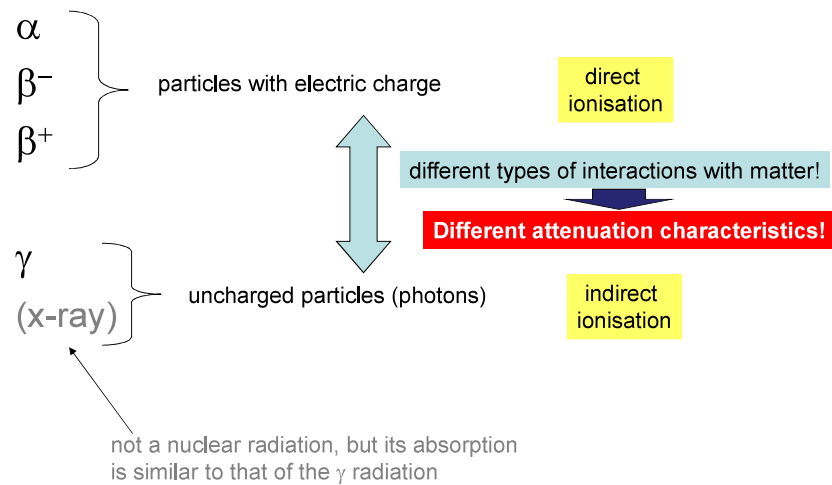 α
β⁻
β⁺
particles with electric charge
direct
ionisation
different types of interactions with matter!
Different attenuation characteristics!
γ
(x-ray)
uncharged particles (photons)
indirect
ionisation
not a nuclear radiation, but its absorption
is similar to that of the γ radiation